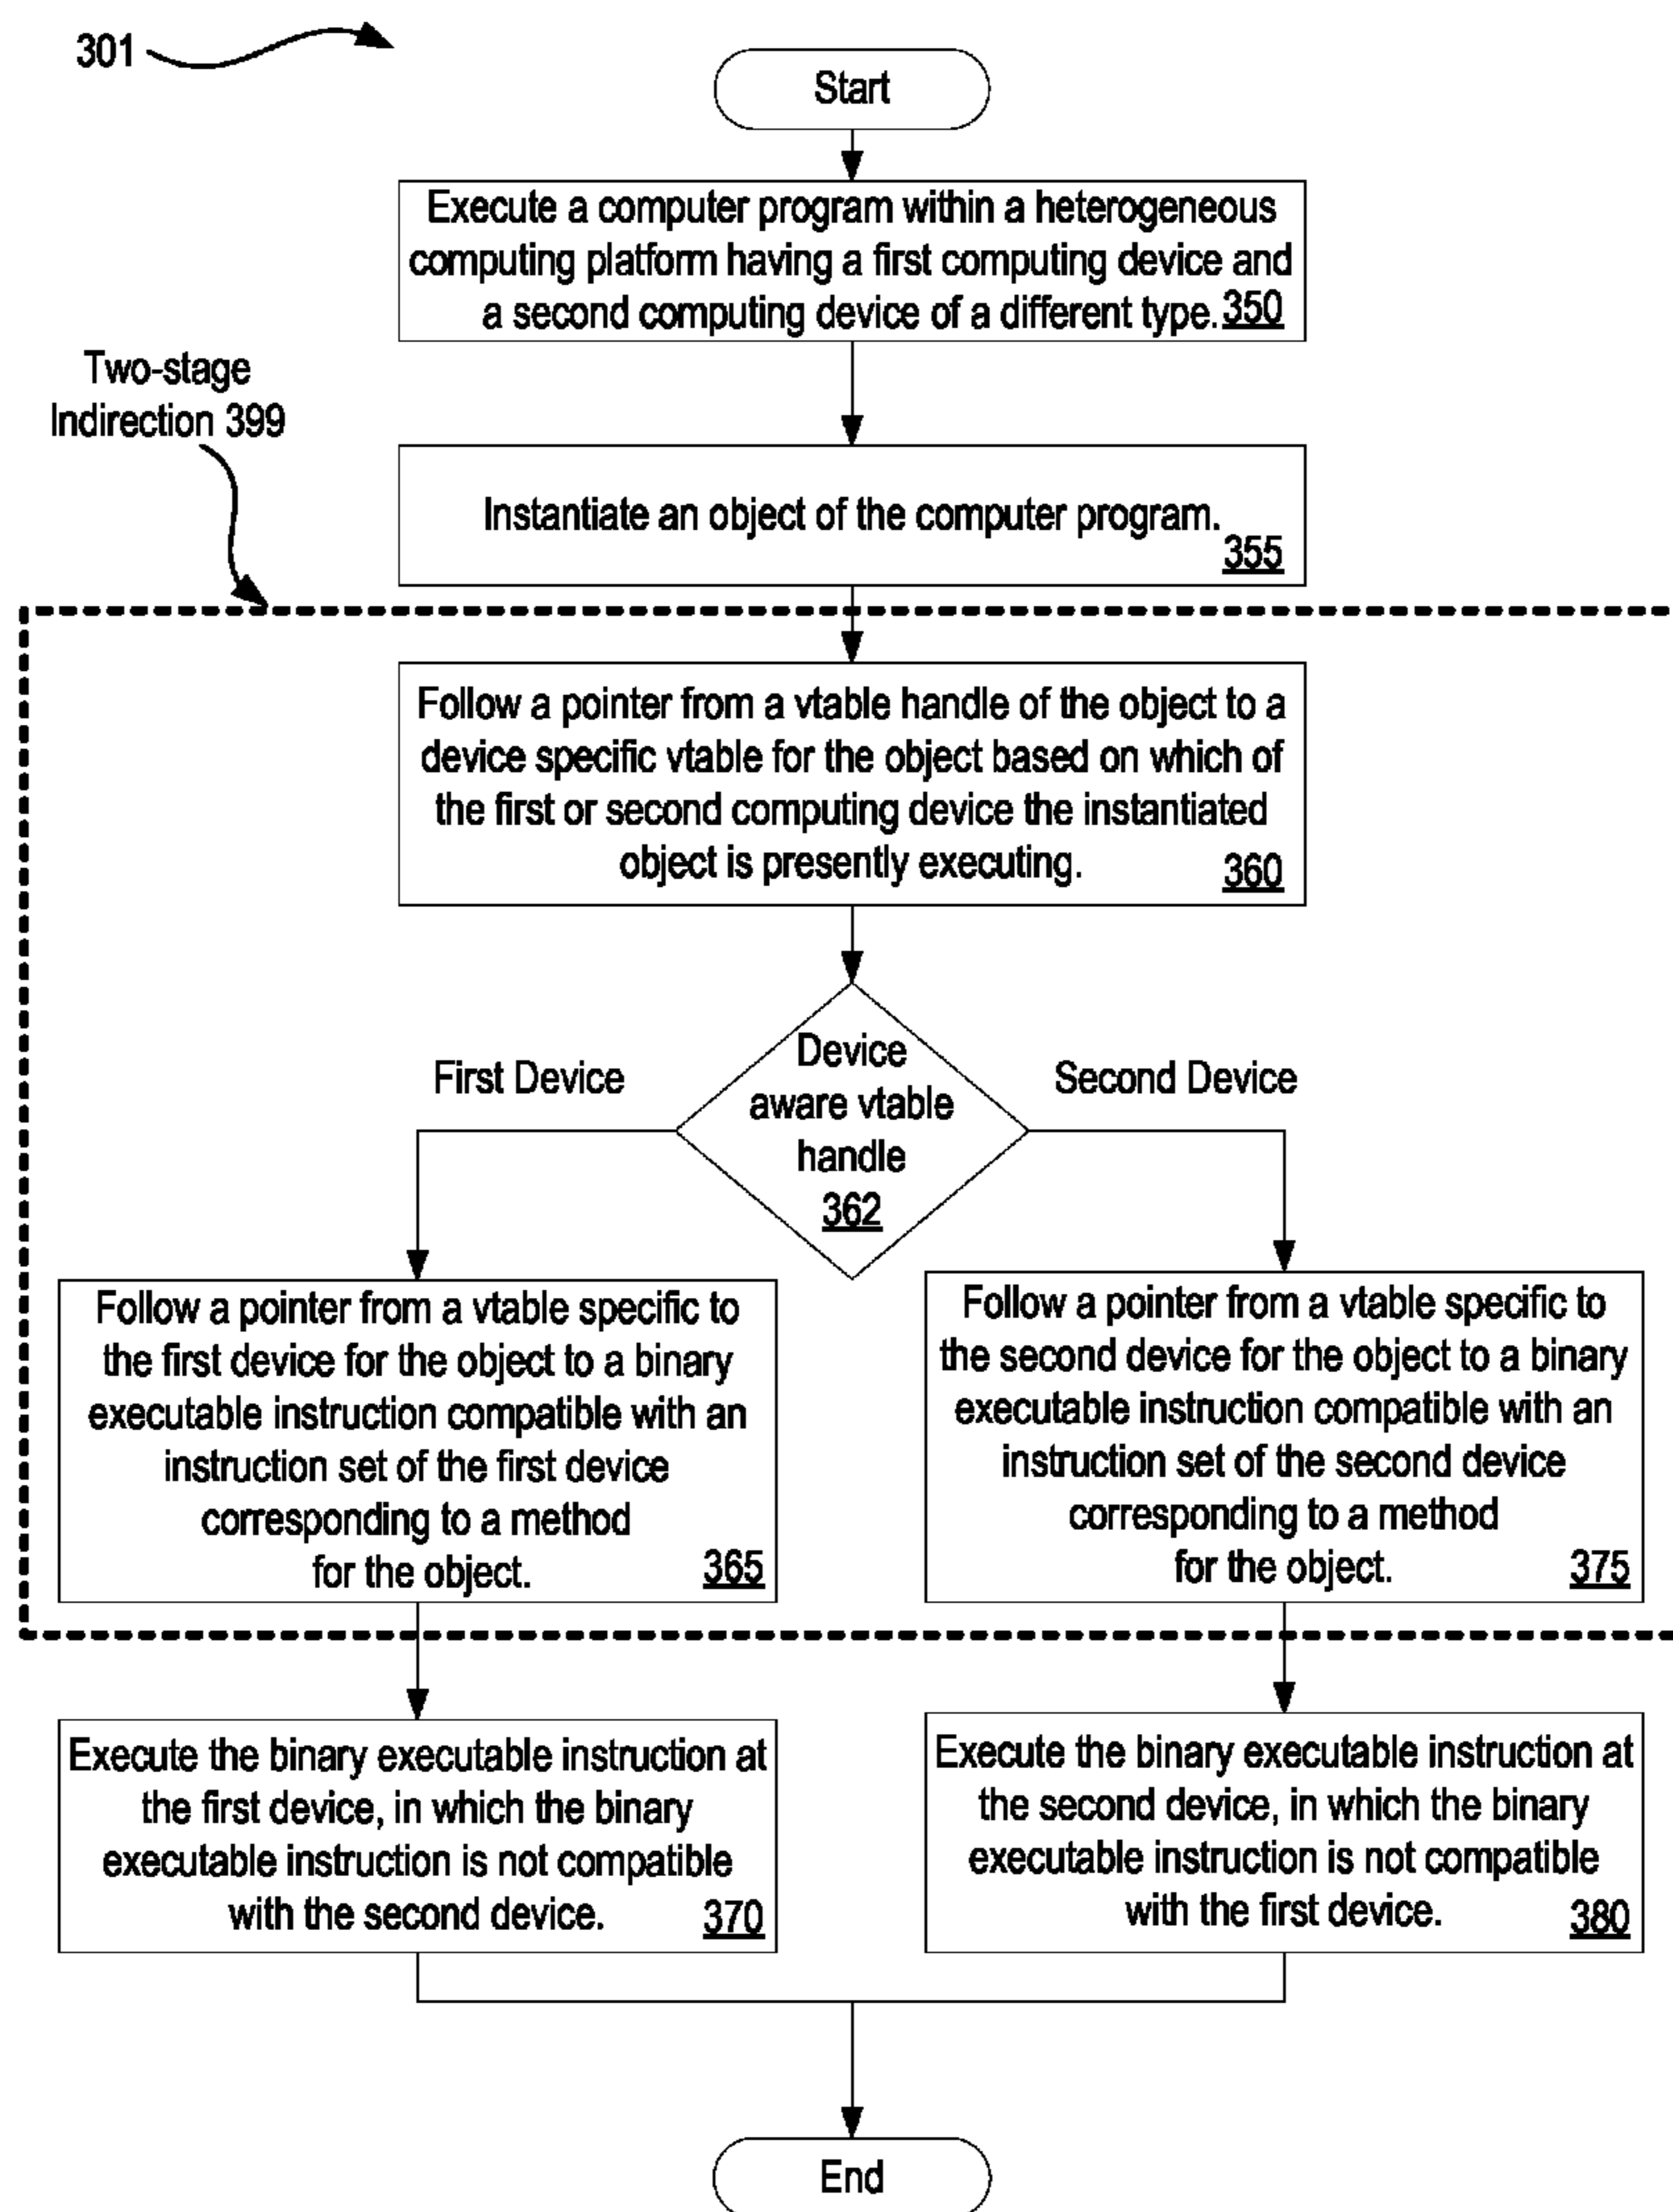 301
Start
Execute a computer program within a heterogeneous
computing platform having a first computing device and
a second computing device of a different type. 350
Two-stage
Indirection 399
Instantiate an object of the computer program.
355
Follow a pointer from a vtable handle of the object to a
device specific vtable for the object based on which of
the first or second computing device the instantiated
object is presently executing. 360
First Device
Device
aware vtable
handle
362
Second Device
Follow a pointer from a vtable specific to
the first device for the object to a binary
executable instruction compatible with an
instruction set of the first device
corresponding to a method
for the object. 365
Follow a pointer from a vtable specific to
the second device for the object to a binary
executable instruction compatible with an
instruction set of the second device
corresponding to a method
for the object. 375
Execute the binary executable instruction at
the first device, in which the binary
executable instruction is not compatible
with the second device. 370
Execute the binary executable instruction at
the second device, in which the binary
executable instruction is not compatible
with the first device. 380
End